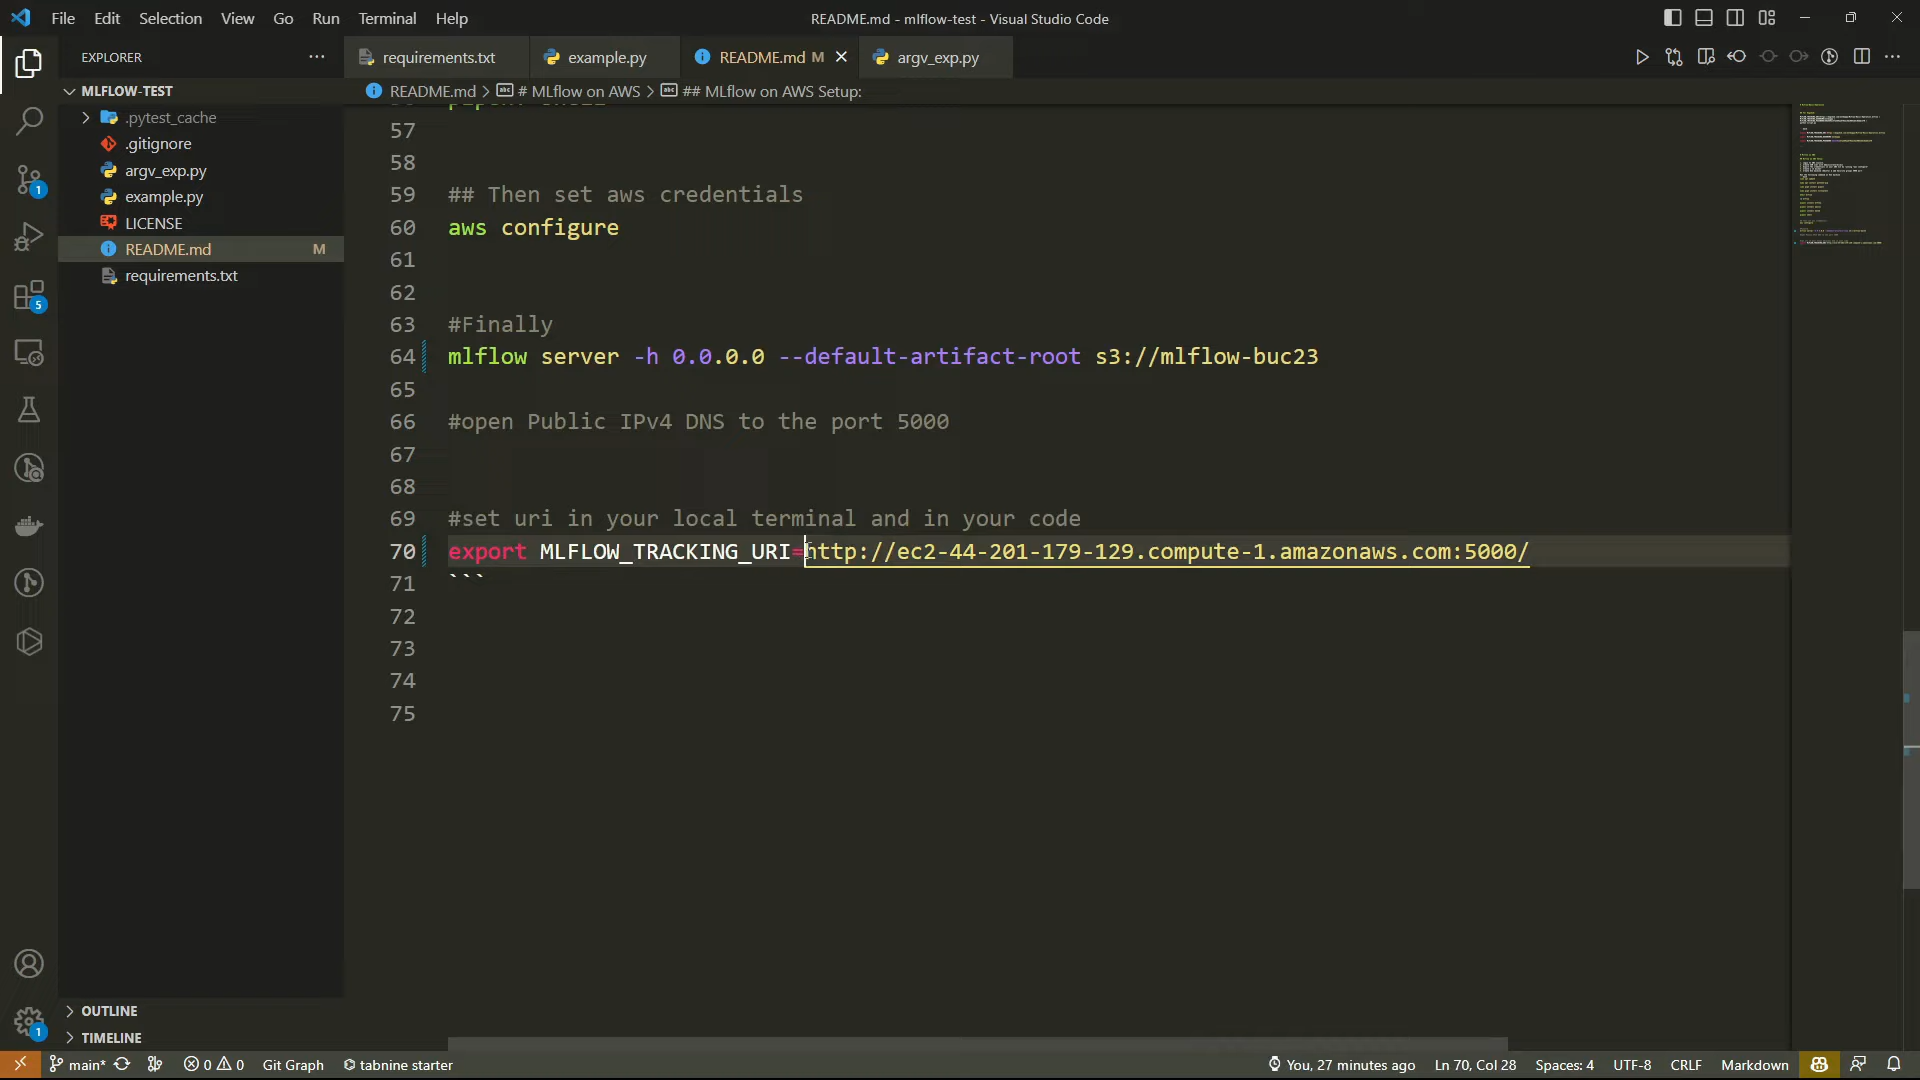 File Edit Selection View Go Run Terminal Help
README.md - mlflow-test - Visual Studio Code
EXPLORER
requirements.txt example.py README.md M argv_exp.py
MLFLOW-TEST
README.md > # MLflow on AWS > ## MLflow on AWS Setup:
.pytest_cache
.gitignore
argv_exp.py
example.py
LICENSE
README.md M
requirements.txt
57
58
59 ## Then set aws credentials
60 aws configure
61
62
63 #Finally
64 mlflow server -h 0.0.0.0 --default-artifact-root s3://mlflow-buc23
65
66 #open Public IPv4 DNS to the port 5000
67
68
69 #set uri in your local terminal and in your code
70 export MLFLOW_TRACKING_URI=http://ec2-44-201-179-129.compute-1.amazonaws.com:5000/
71 ```
72
73
74
75
1
5
1
OUTLINE
TIMELINE
main* 0 0 Git Graph tabnine starter You, 27 minutes ago Ln 70, Col 28 Spaces: 4 UTF-8 CRLF Markdown